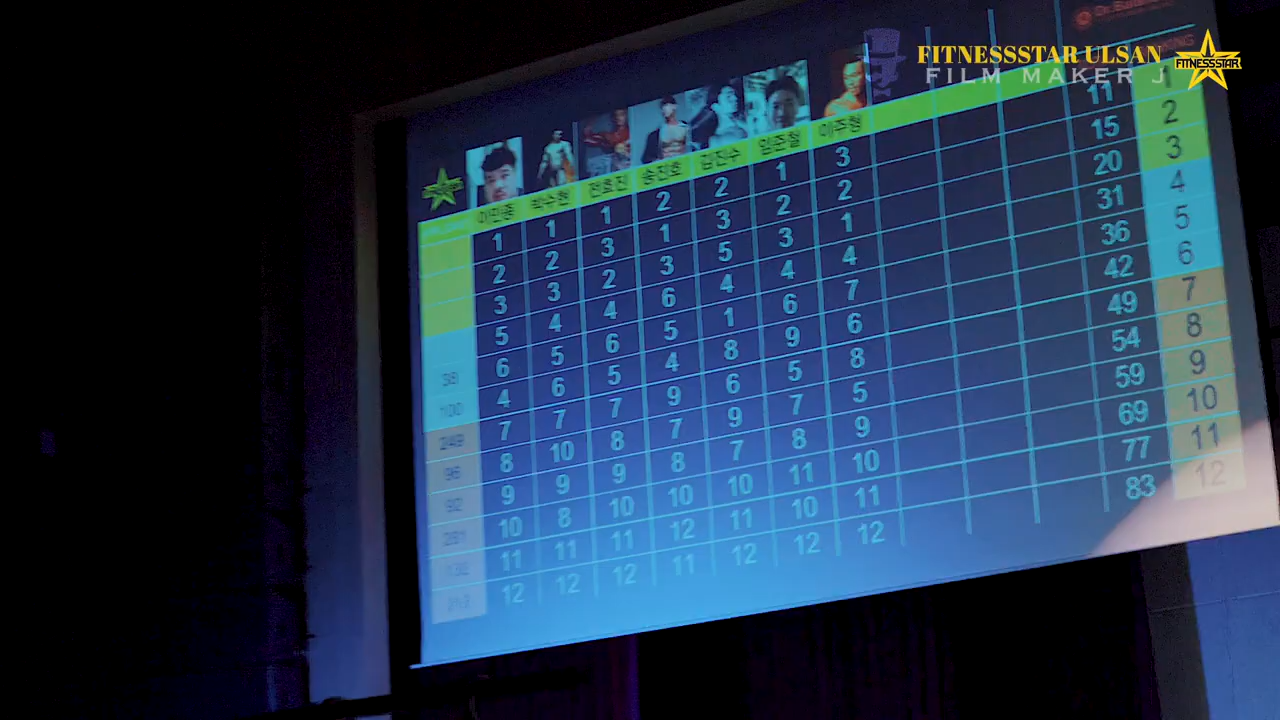 FITNESSSTAR ULSAN
FILM MAKER J
FITNESSSTAR
박수현 전효진 송진호 김진수 임준철 이주형
1 1 1 2 2 1 3 11 1
2 2 3 1 3 2 2 15 2
3 3 2 3 5 3 1 20 3
5 4 4 6 4 4 4 31 4
38 6 5 6 5 1 6 7 36 5
100 4 6 5 4 8 9 6 42 6
249 7 7 7 9 6 5 8 49 7
96 8 10 8 7 9 7 5 54 8
92 9 9 9 8 7 8 9 59 9
10 8 10 10 10 11 10 69 10
11 11 11 12 11 10 11 77 11
12 12 12 11 12 12 12 83 12